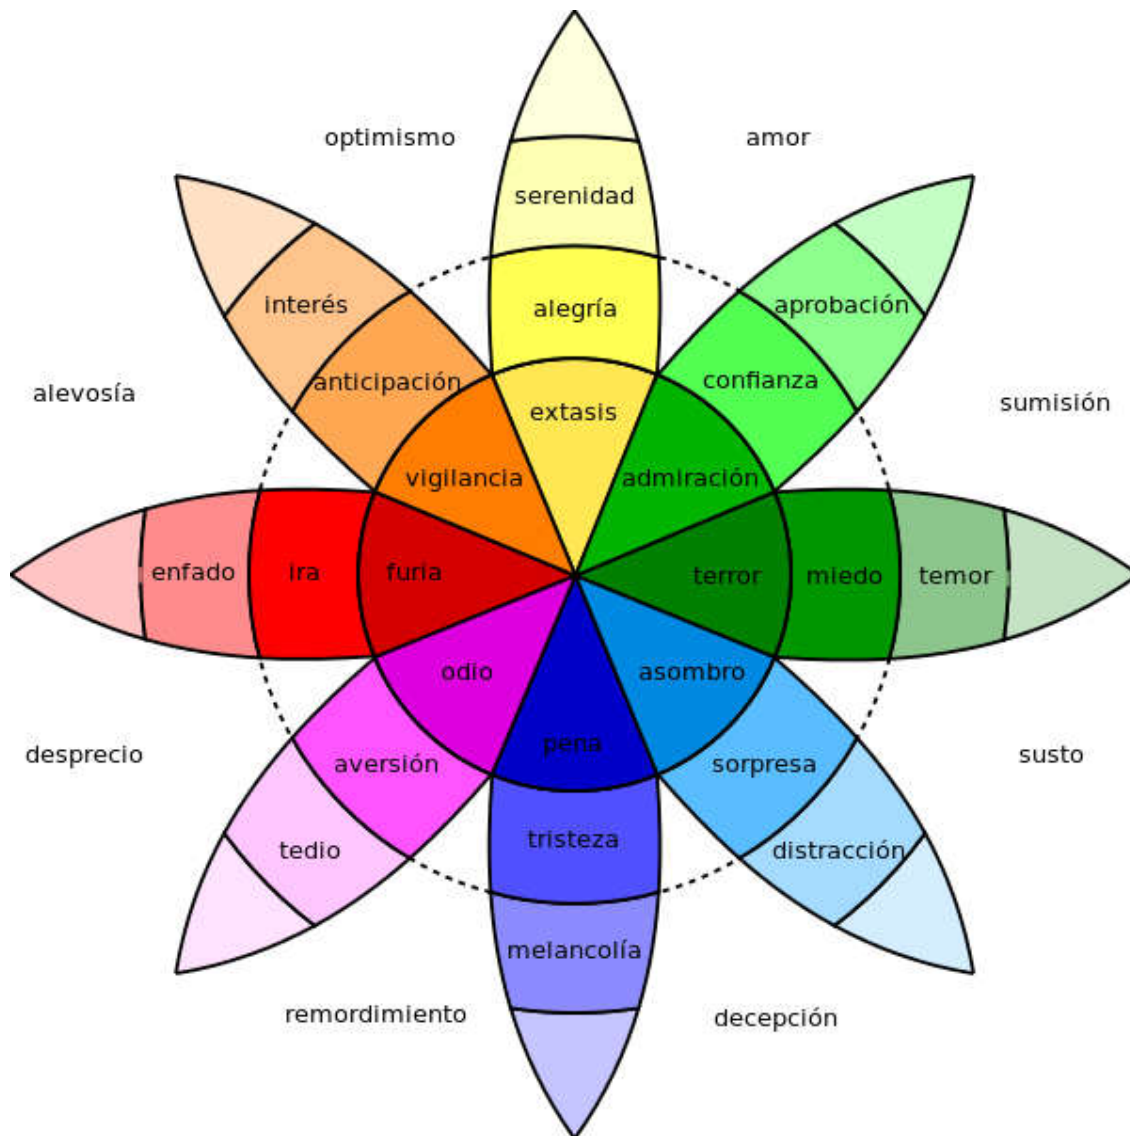 optimismo
amor
serenidad
interés
aprobación
alegría
anticipación
confianza
alevosía
sumisión
extasis
vigilancia
admiración
enfado
ira
furia
terror
miedo
temor
odio
asombro
pena
desprecio
susto
aversión
sorpresa
tristeza
tedio
distracción
melancolía
remordimiento
decepción